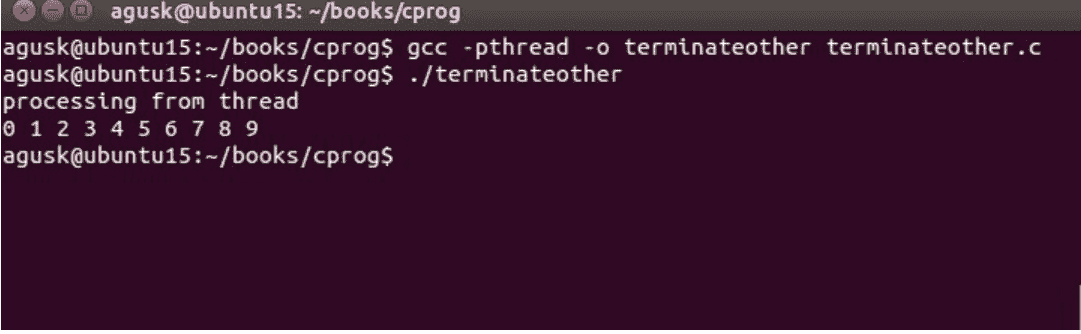 agusk@ubuntu15: ~/books/cprog
agusk@ubuntu15:~/books/cprog$ gcc -pthread -o terminateother terminateother.c
agusk@ubuntu15:~/books/cprog$ ./terminateother
processing from thread
0 1 2 3 4 5 6 7 8 9
agusk@ubuntu15:~/books/cprog$